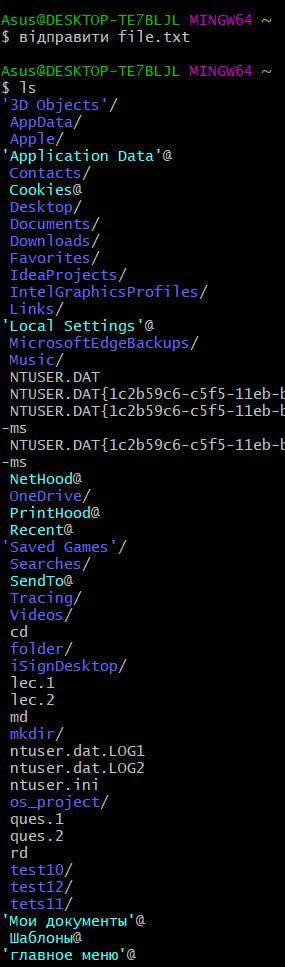 Asus@DESKTOP-TE7BLJL MINGW64 ~
$ відправити file.txt
Asus@DESKTOP-TE7BLJL MINGW64 ~
$ ls
'3D Objects'/
AppData/
Apple/
'Application Data'@
Contacts/
Cookies@
Desktop/
Documents/
Downloads/
Favorites/
IdeaProjects/
IntelGraphicsProfiles/
Links/
'Local Settings'@
MicrosoftEdgeBackups/
Music/
NTUSER.DAT
NTUSER.DAT{1c2b59c6-c5f5-11eb-b
NTUSER.DAT{1c2b59c6-c5f5-11eb-b
-ms
NTUSER.DAT{1c2b59c6-c5f5-11eb-b
-ms
NetHood@
OneDrive/
PrintHood@
Recent@
'Saved Games'/
Searches/
SendTo@
Tracing/
Videos/
cd
folder/
iSignDesktop/
lec.1
lec.2
md
mkdir/
ntuser.dat.LOG1
ntuser.dat.LOG2
ntuser.ini
os_project/
ques.1
ques.2
rd
test10/
test12/
tets11/
'Мои документы'@
Шаблоны@
'главное меню'@